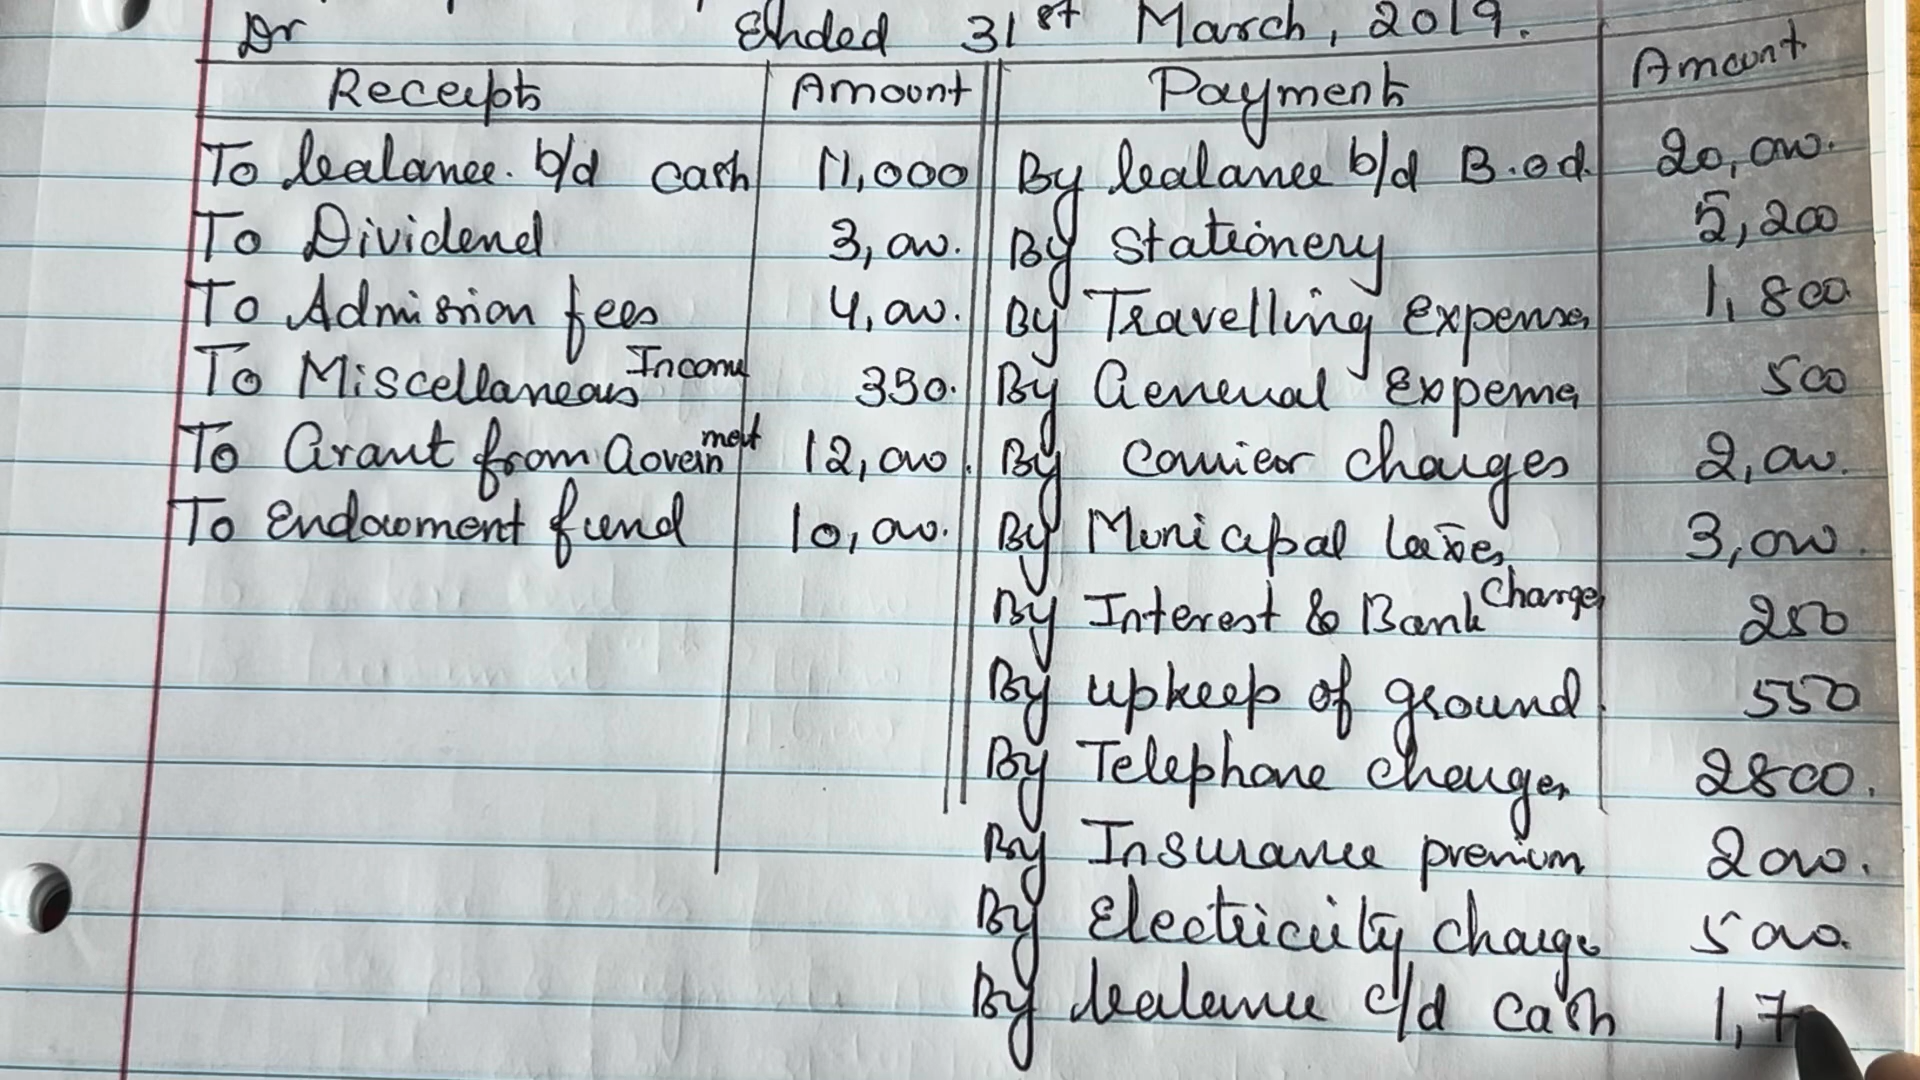 Dr Ended 31st March, 2019.
Receipts Amount Payments Amount
To balance. b/d cash 11,000 By balance b/d B.od. 20,000.
To Dividend 3,000. By Stationery 5,200
To Admission fees 4,000. By Travelling Expenses 1,800
To Miscellaneous Income 350. By General Expenses 500
To Grant from Government 12,000. By Courier charges 2,000.
To Endowment fund 10,000. By Municipal taxes 3,000.
By Interest & Bank Charges 250
By upkeep of ground 550
By Telephone charges 2800.
By Insurance premium 2000.
By Electricity charge 5000.
By balance c/d cash 1,7